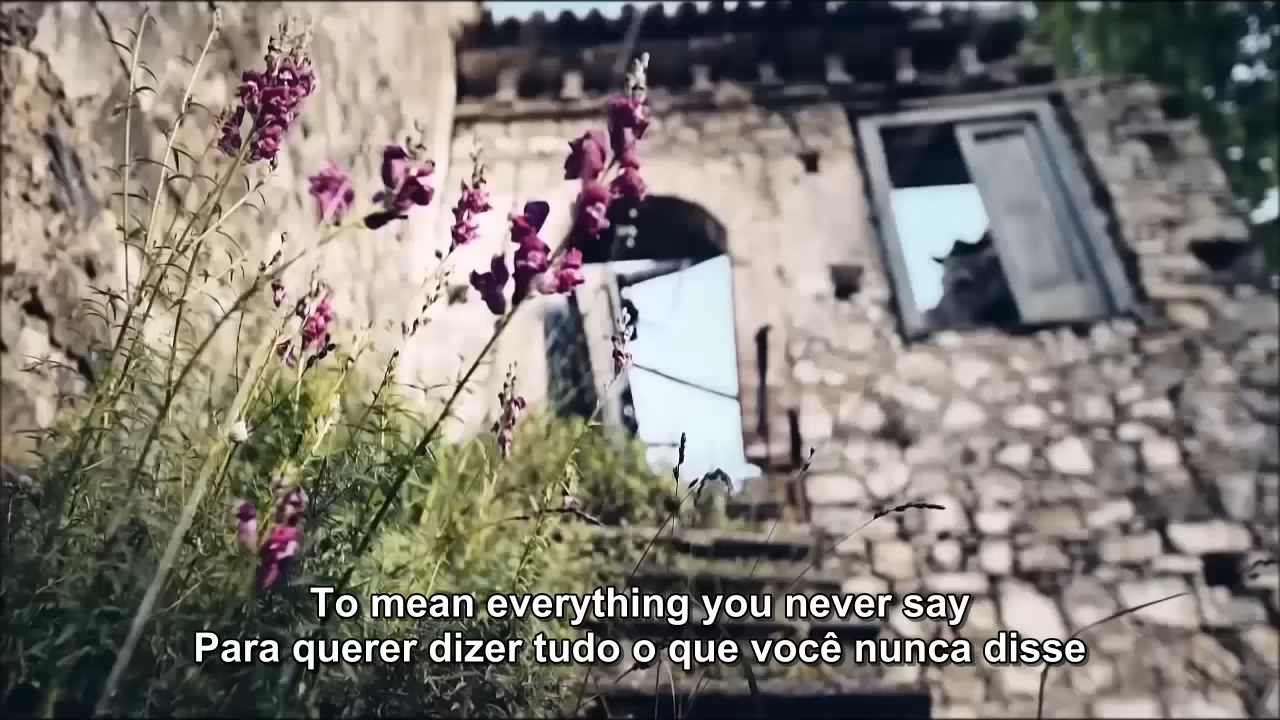 To mean everything you never say
Para querer dizer tudo o que você nunca disse